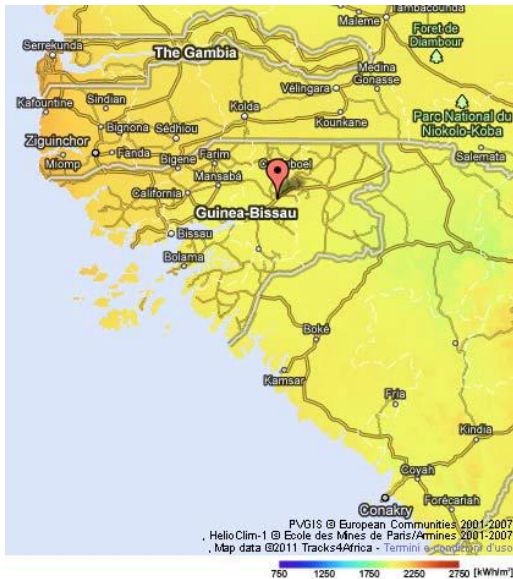 Tambacounda
Maleme
Forêt de
Diambour
Serrekunda
The Gambia
Medina
Gonasse
Vélingara
Kafountine
Sindian
Kolda
Kounkane
Parc National du
Niokolo-Koba
Bignona
Sédhiou
Ziguinchor
Fanda
Miomp
Bigene
Farim
Salemata
Mansabá
California
Guinea-Bissau
Bissau
Bolama
Boké
Kamsar
Fria
Kindia
Coyah
Conakry
Forécariah
PVGIS © European Communities 2001-2007
, HelioClim-1 © Ecole des Mines de Paris/Armines 2001-2007
, Map data ©2011 Tracks4Africa - Termini e condizioni d'uso
750 1250 1750 2250 2750 [kWh/m²]